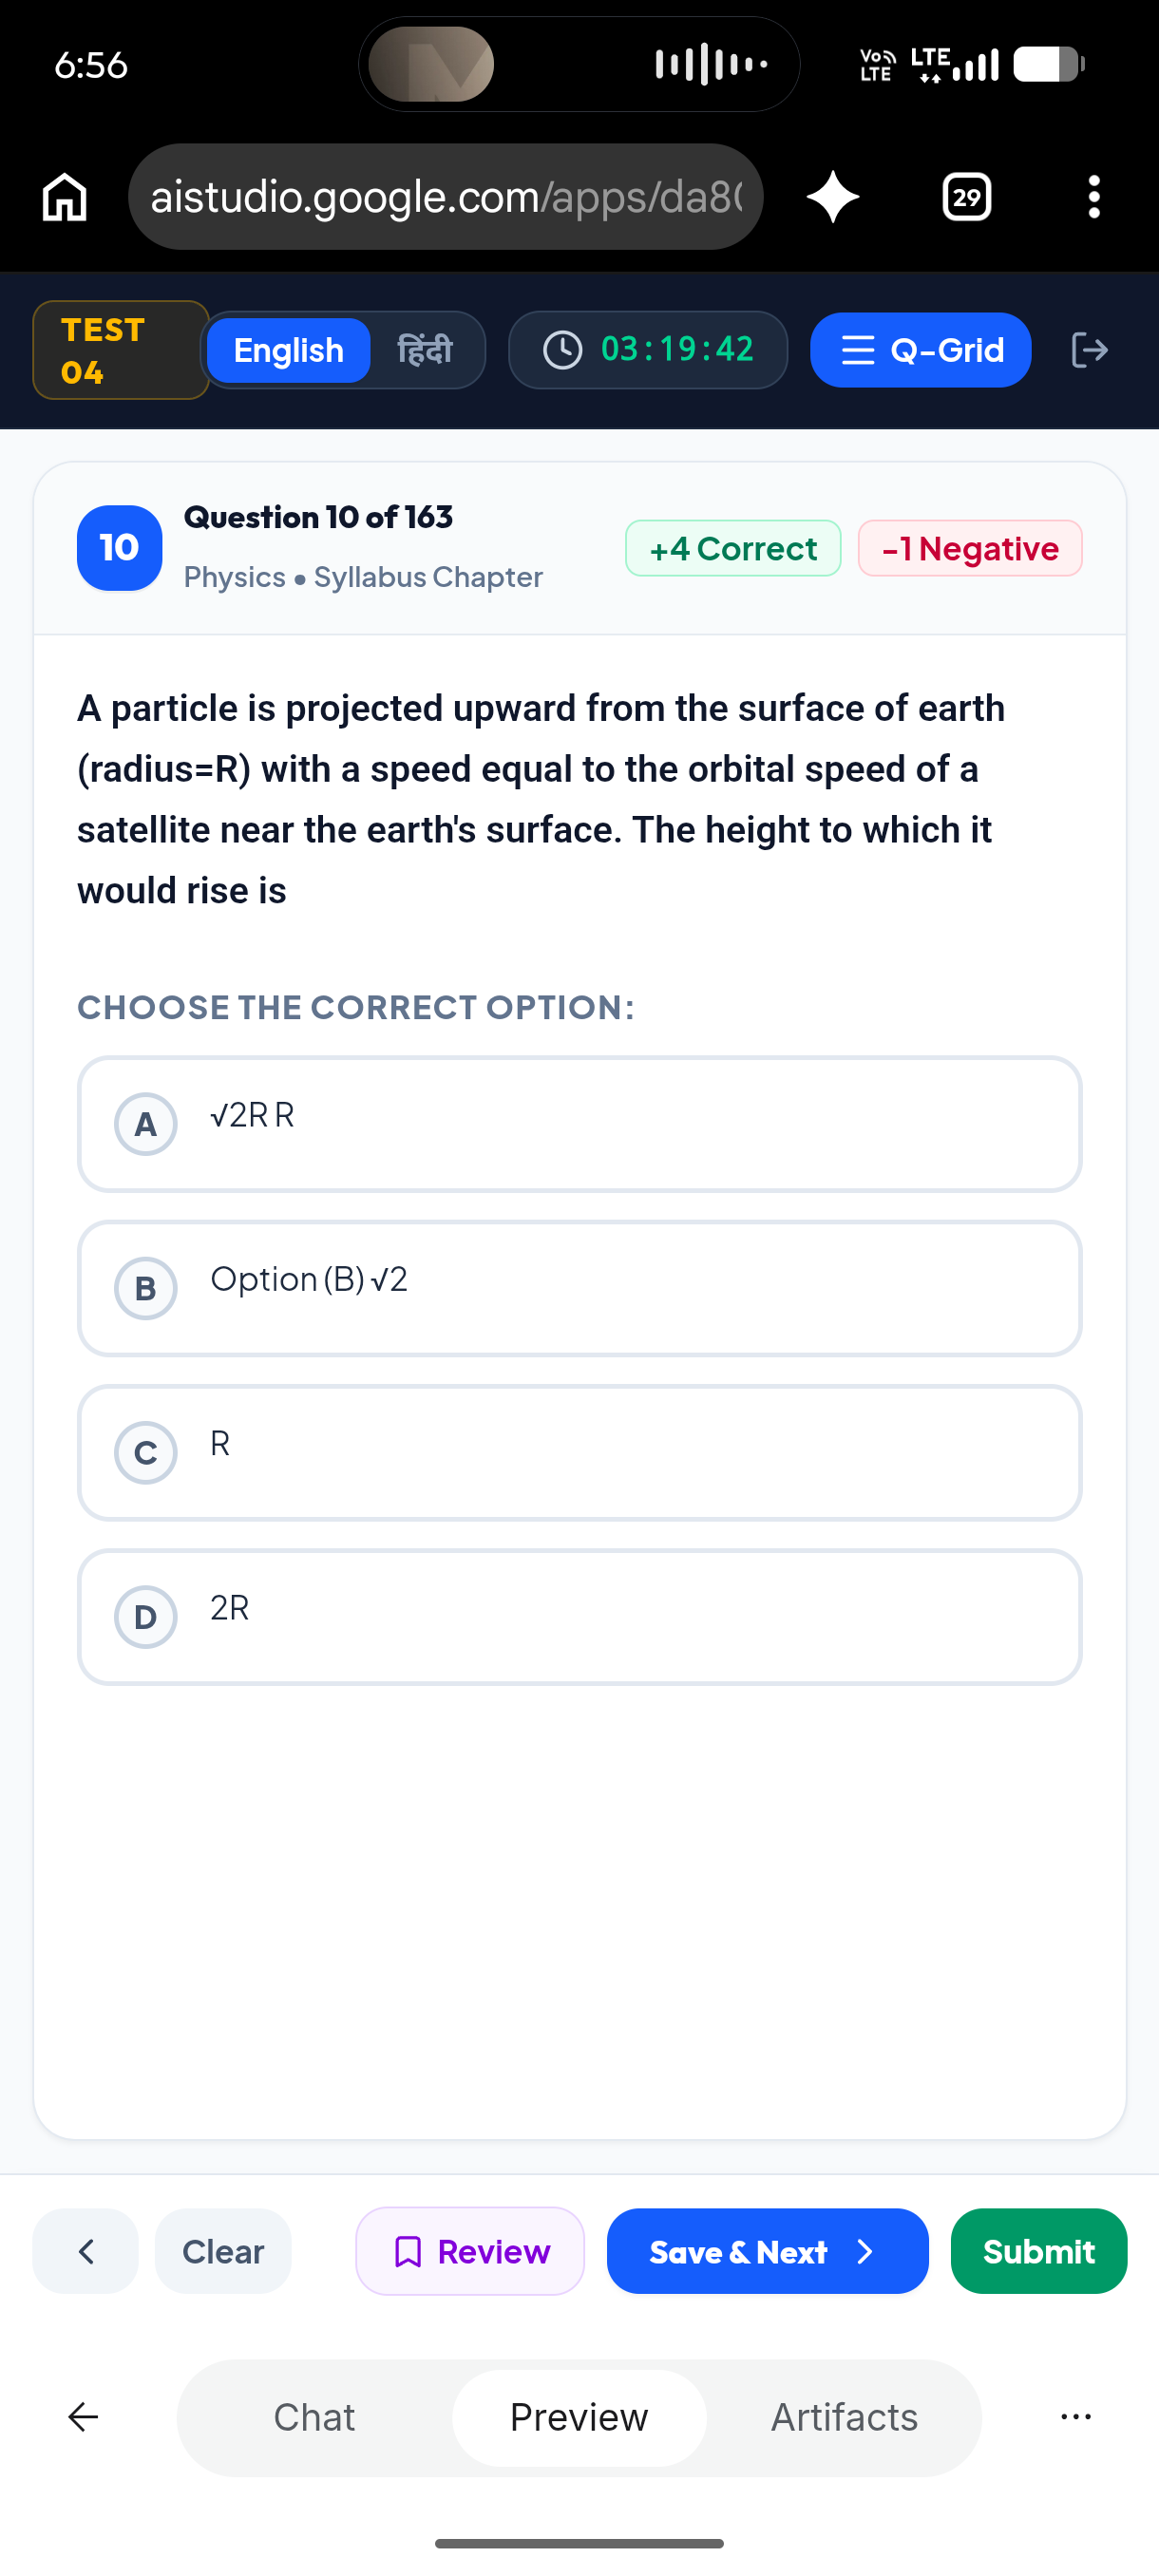 6:56
Vo LTE LTE
aistudio.google.com/apps/da8
29
TEST 04
English हिंदी 03:19:42 Q-Grid
10
Question 10 of 163
Physics • Syllabus Chapter
+4 Correct -1 Negative
A particle is projected upward from the surface of earth
(radius=R) with a speed equal to the orbital speed of a
satellite near the earth's surface. The height to which it
would rise is
CHOOSE THE CORRECT OPTION:
A √2R R
B Option (B) √2
C R
D 2R
Clear Review Save & Next Submit
Chat Preview Artifacts